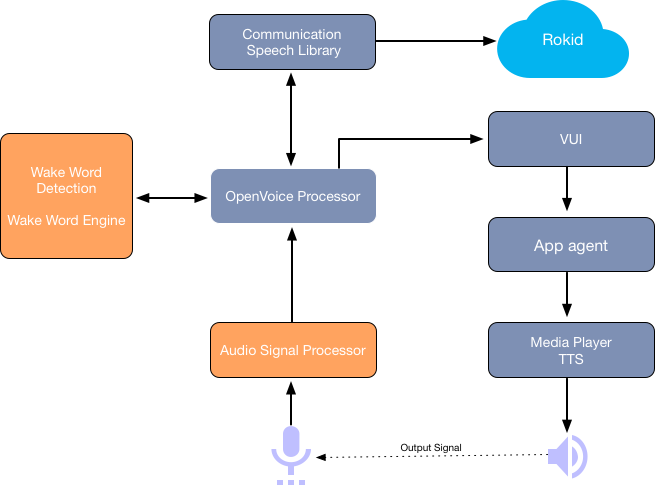 Communication
Speech Library
Rokid
VUI
Wake Word
Detection
Wake Word Engine
OpenVoice Processor
App agent
Audio Signal Processor
Media Player
TTS
Output Signal